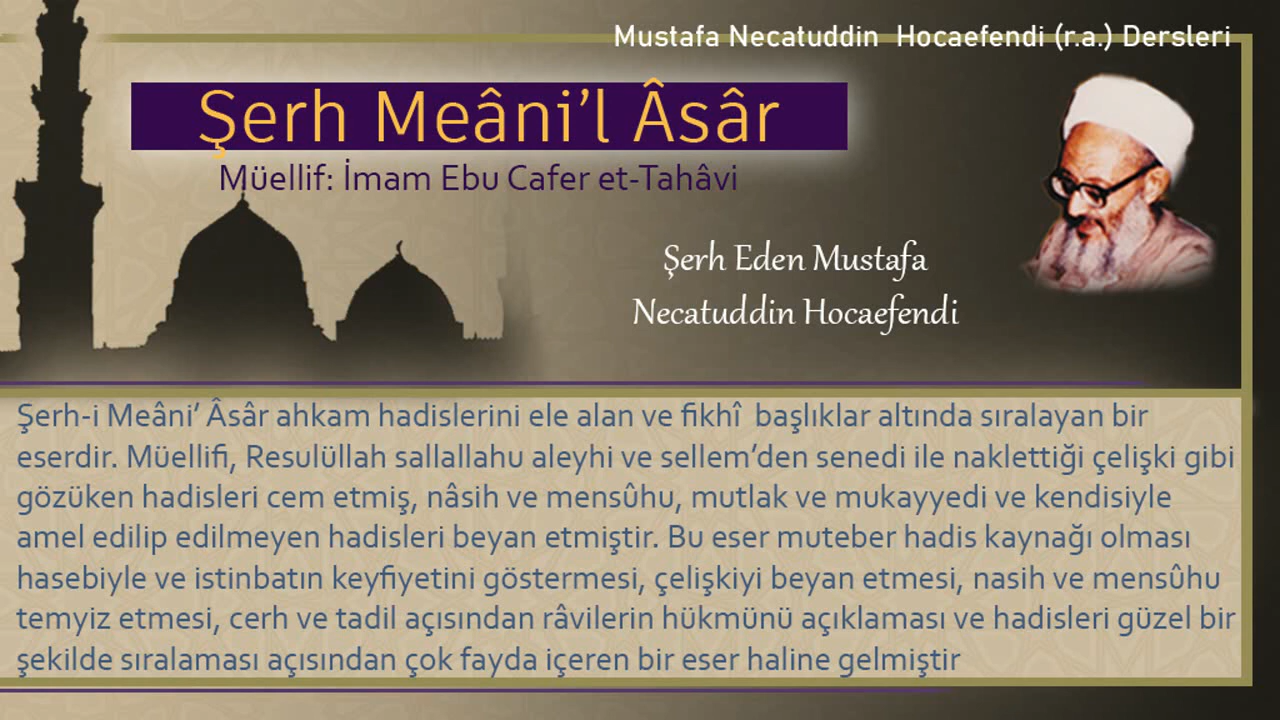 Mustafa Necatuddin Hocaefendi (r.a.) Dersleri
Şerh Meâni’l Âsâr
Müellif: İmam Ebu Cafer et-Tahâvi
Şerh Eden Mustafa
Necatuddin Hocaefendi
Şerh-i Meâni’ Âsâr ahkam hadislerini ele alan ve fikhî başlıklar altında sıralayan bir
eserdir. Müellifi, Resulüllah sallallahu aleyhi ve sellem’den senedi ile naklettiği çelişki gibi
gözüken hadisleri cem etmiş, nâsih ve mensûhu, mutlak ve mukayyedi ve kendisiyle
amel edilip edilmeyen hadisleri beyan etmiştir. Bu eser muteber hadis kaynağı olması
hasebiyle ve istinbatın keyfiyetini göstermesi, çelişkiyi beyan etmesi, nasih ve mensûhu
temyiz etmesi, cerh ve tadil açısından râvilerin hükmünü açıklaması ve hadisleri güzel bir
şekilde sıralaması açısından çok fayda içeren bir eser haline gelmiştir